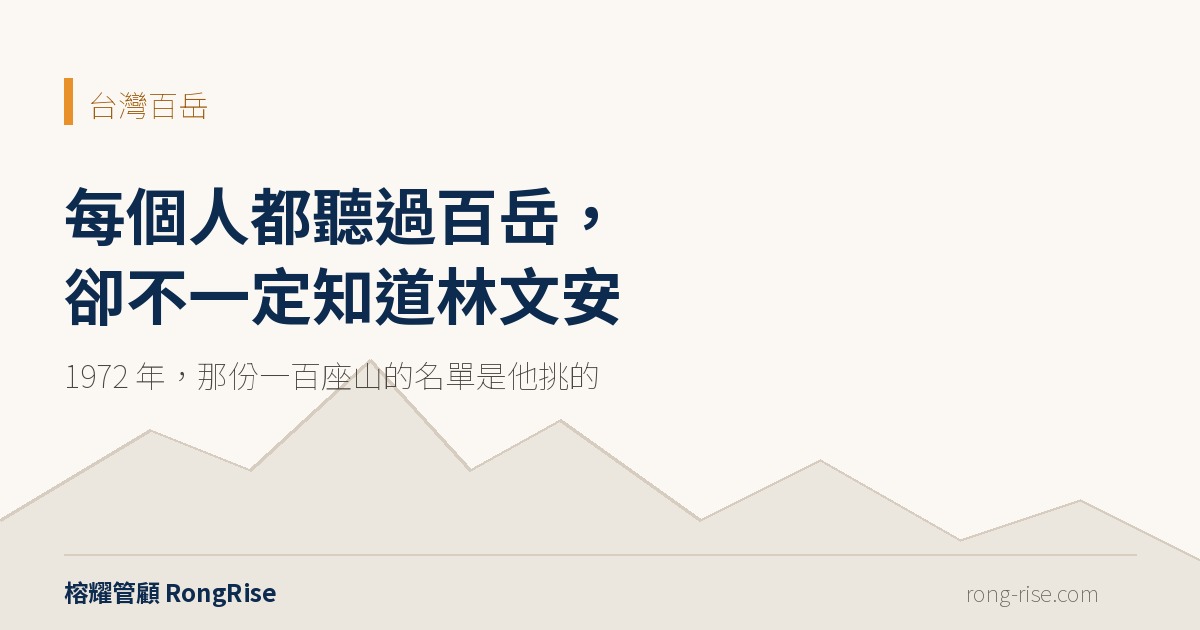 台灣百岳
每個人都聽過百岳，
卻不一定知道林文安
1972 年，那份一百座山的名單是他挑的
榕耀管顧 RongRise
rong-rise.com